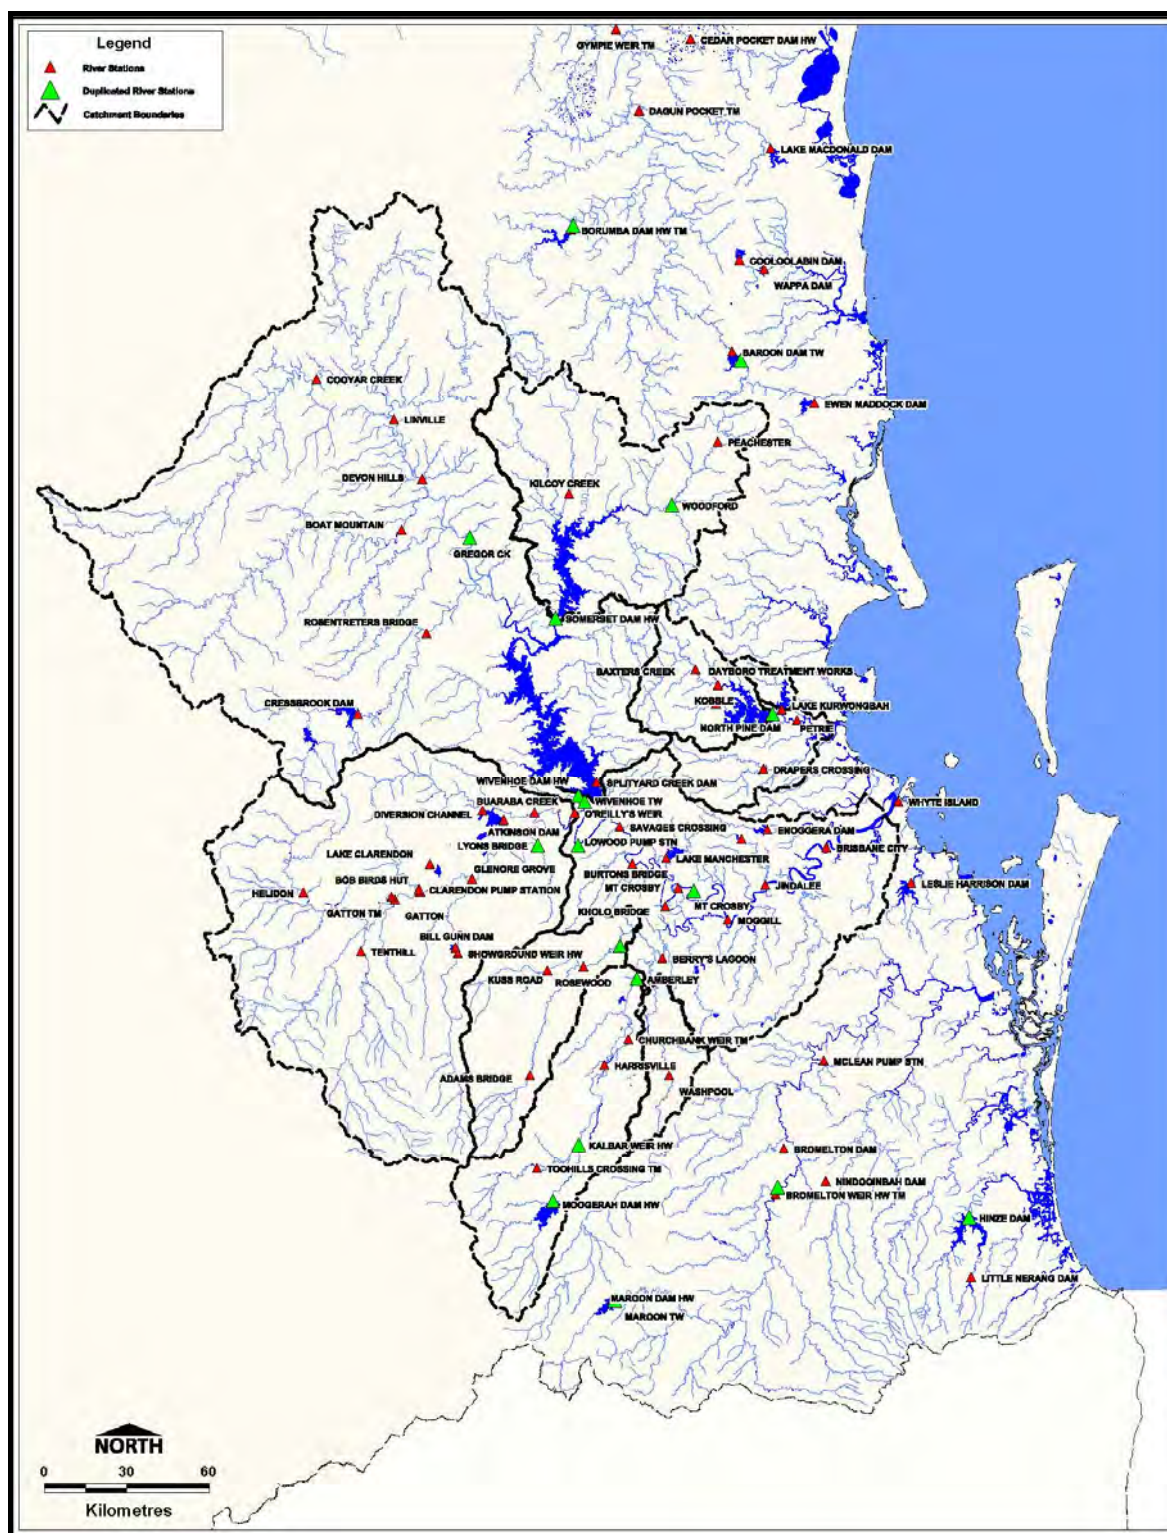 Legend
River Stations
Duplicated River Stations
Catchment Boundaries
GYMPIE WEIR TM
CEDAR POCKET DAM HW
DAGUN POCKET TM
LAKE MACDONALD DAM
BORUMBA DAM HW TM
COOLOOLABIN DAM
WAPPA DAM
BAROON DAM TW
COOYAR CREEK
EWEN MADDOCK DAM
LINVILLE
PEACHESTER
DEVON HILLS
KILCOY CREEK
WOODFORD
BOAT MOUNTAIN
GREGOR CK
SOMERSET DAM HW
ROSENTRETERS BRIDGE
BAXTERS CREEK
DAYBORO TREATMENT WORKS
CRESSBROOK DAM
KOBBLE
LAKE KURWONGBAH
NORTH PINE DAM
PETRIE
DRAPERS CROSSING
WIVENHOE DAM HW
SPLITYARD CREEK DAM
BUARABA CREEK
WIVENHOE TW
WHYTE ISLAND
DIVERSION CHANNEL
O'REILLY'S WEIR
ATKINSON DAM
SAVAGES CROSSING
ENOGGERA DAM
LYONS BRIDGE
LOWOOD PUMP STN
BRISBANE CITY
LAKE CLARENDON
LAKE MANCHESTER
GLENORE GROVE
BURTONS BRIDGE
BOB BIRDS HUT
CLARENDON PUMP STATION
MT CROSBY
JINDALEE
LESLIE HARRISON DAM
HELIDON
GATTON TM
GATTON
KHOLO BRIDGE
MT CROSBY
MOGGILL
BILL GUNN DAM
TENTHILL
SHOWGROUND WEIR HW
BERRY'S LAGOON
KUSS ROAD
ROSEWOOD
AMBERLEY
CHURCHBANK WEIR TM
MCLEAN PUMP STN
HARRISVILLE
ADAMS BRIDGE
WASHPOOL
KALBAR WEIR HW
BROMELTON DAM
TOOHILLS CROSSING TM
NINDOOINBAH DAM
BROMELTON WEIR HW TM
MOOGERAH DAM HW
HINZE DAM
LITTLE NERANG DAM
MAROON DAM HW
MAROON TW
NORTH
0 30 60
Kilometres